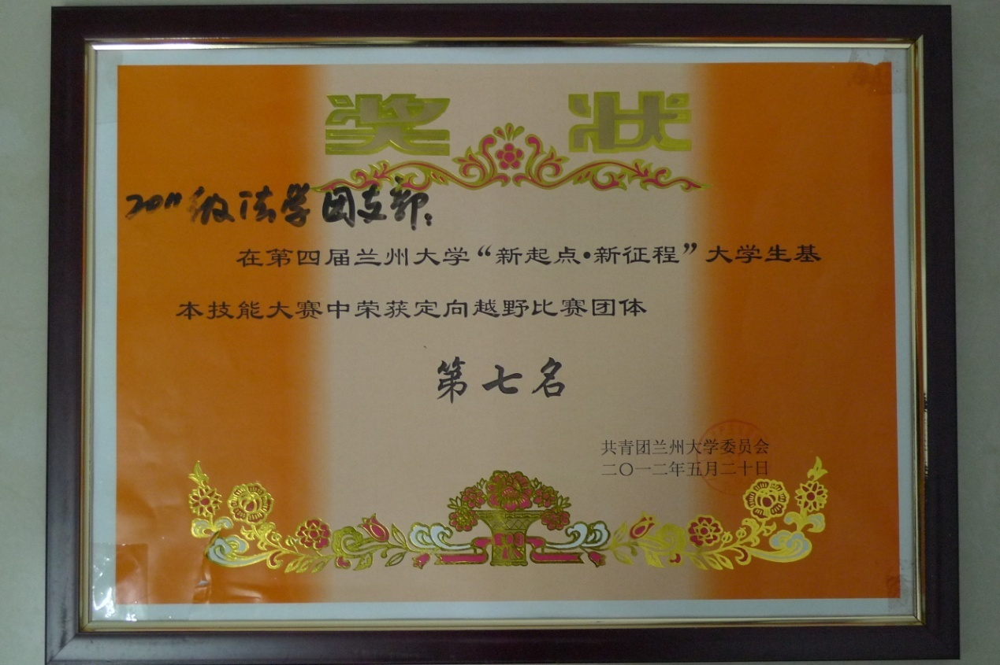 奖状
2011级法学团支部：
在第四届兰州大学“新起点•新征程”大学生基
本技能大赛中荣获定向越野比赛团体
第七名
共青团兰州大学委员会
二〇一二年五月二十日